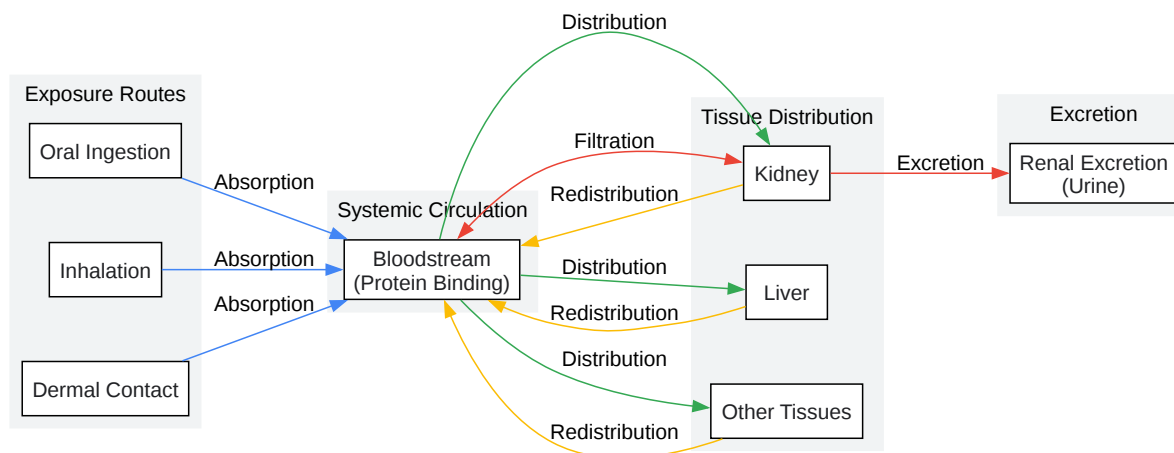 Exposure Routes
Oral Ingestion
Inhalation
Dermal Contact
Absorption
Absorption
Absorption
Systemic Circulation
Bloodstream
(Protein Binding)
Distribution
Filtration
Redistribution
Distribution
Redistribution
Distribution
Redistribution
Tissue Distribution
Kidney
Liver
Other Tissues
Excretion
Excretion
Renal Excretion
(Urine)